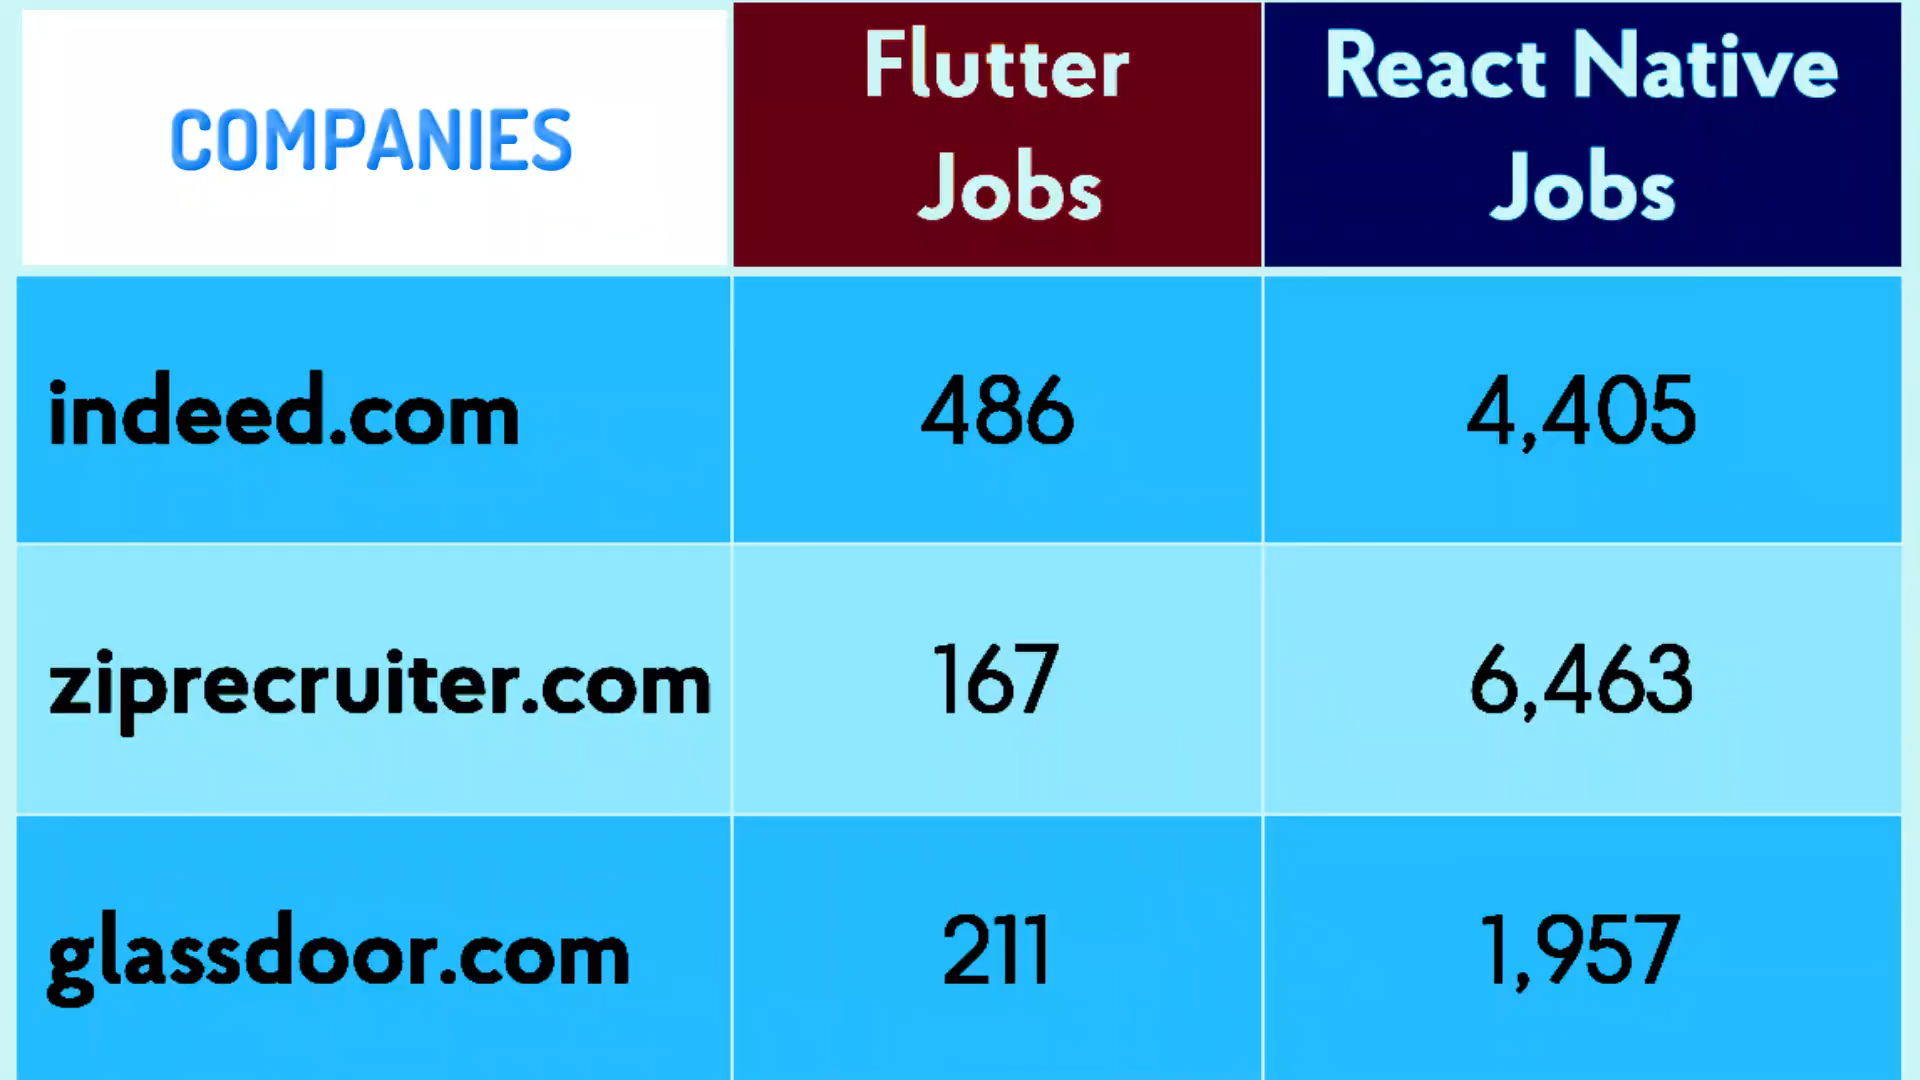 COMPANIES
Flutter
Jobs
React Native
Jobs
indeed.com
486
4,405
ziprecruiter.com
167
6,463
glassdoor.com
211
1,957